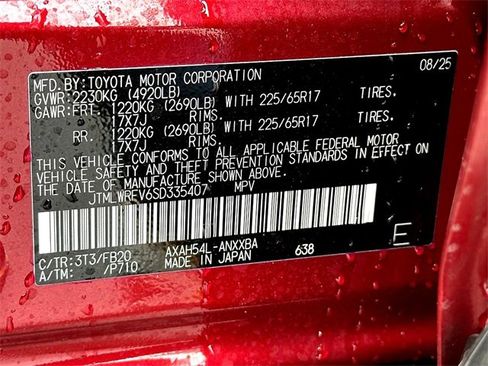 MFD.BY:TOYOTA MOTOR CORPORATION 08/25
GVWR:2230KG (4920LB)
GAWR:FRT. 1220KG (2690LB) WITH 225/65R17 TIRES.
17X7J RIMS.
RR. 1220KG (2690LB) WITH 225/65R17 TIRES.
17X7J RIMS.
THIS VEHICLE CONFORMS TO ALL APPLICABLE FEDERAL MOTOR
VEHICLE SAFETY AND THEFT PREVENTION STANDARDS IN EFFECT ON
THE DATE OF MANUFACTURE SHOWN ABOVE.
JTMLWREV6SD335407 MPV
C/TR:3T3/FB20 AXAH54L-ANXXBA 638 E
A/TM: /P710 MADE IN JAPAN